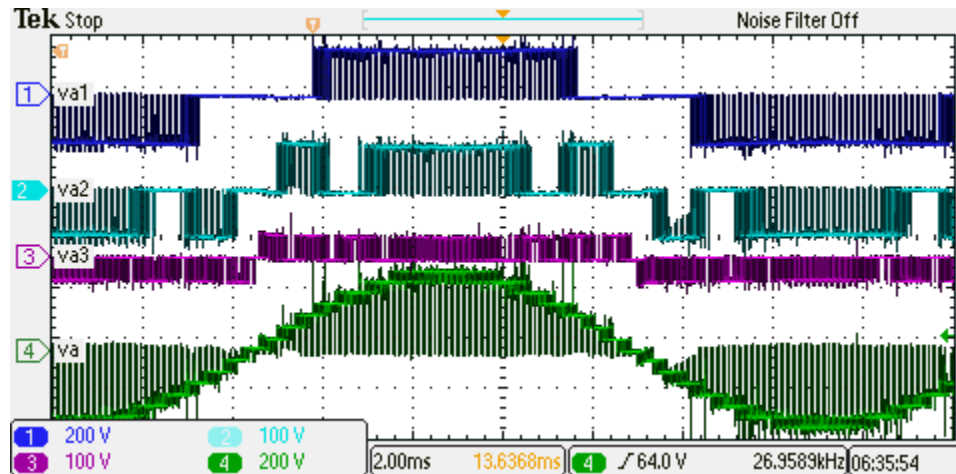 Tek Stop Noise Filter Off
T
T
1 va1
2 va2
3 va3
4 va
1 200 V 2 100 V
3 100 V 4 200 V
2.00ms 13.6368ms 4 64.0 V 26.9589kHz 06:35:54